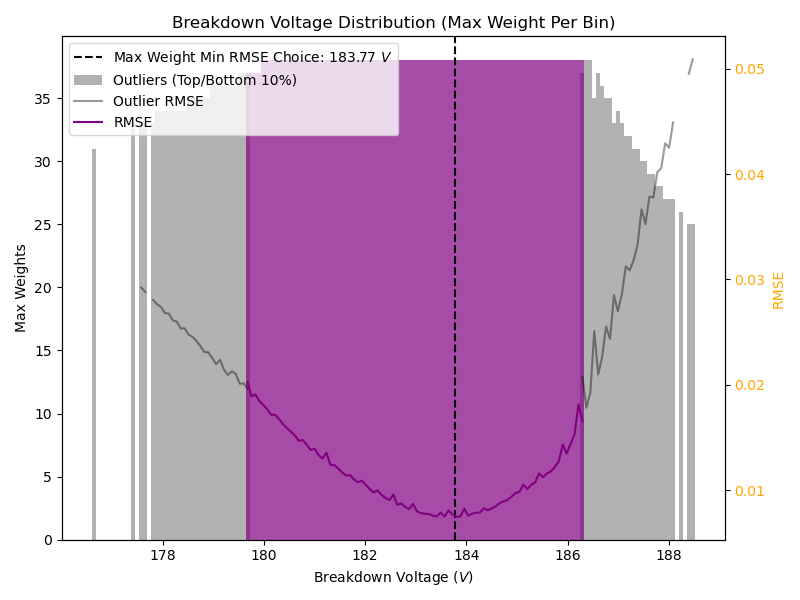 Breakdown Voltage Distribution (Max Weight Per Bin)
Max Weight Min RMSE Choice: 183.77 V
Outliers (Top/Bottom 10%)
Outlier RMSE
RMSE
Max Weights
35
30
25
20
15
10
5
0
0.05
0.04
0.03
0.02
0.01
RMSE
178 180 182 184 186 188
Breakdown Voltage (V)